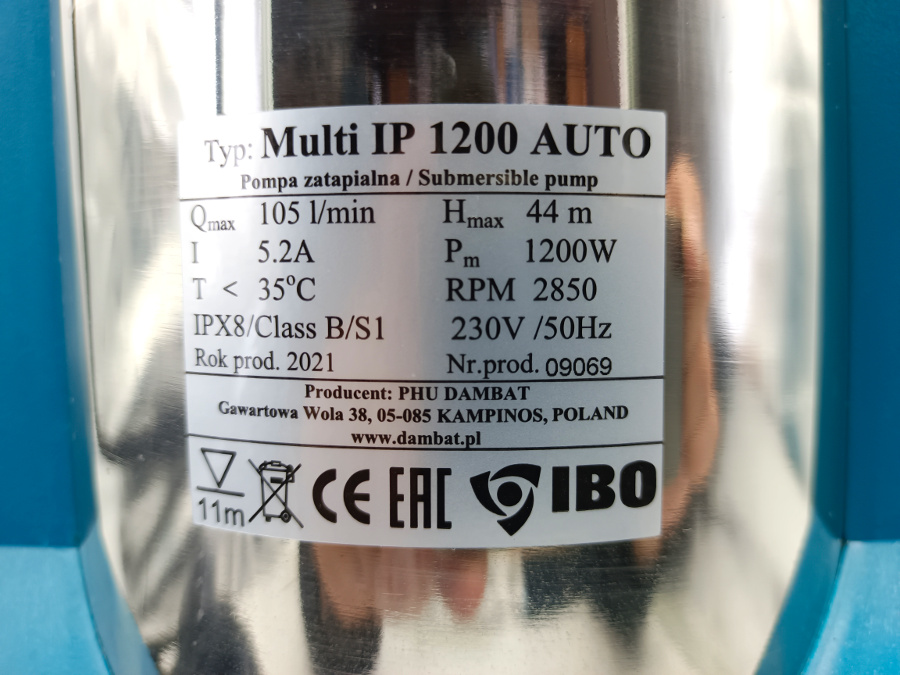 Typ: Multi IP 1200 AUTO
Pompa zatapialna / Submersible pump
Qmax 105 l/min Hmax 44 m
I 5.2A Pm 1200W
T < 35°C RPM 2850
IPX8/Class B/S1 230V /50Hz
Rok prod. 2021 Nr.prod. 09069
Producent: PHU DAMBAT
Gawartowa Wola 38, 05-085 KAMPINOS, POLAND
www.dambat.pl
11m CE EAC IBO